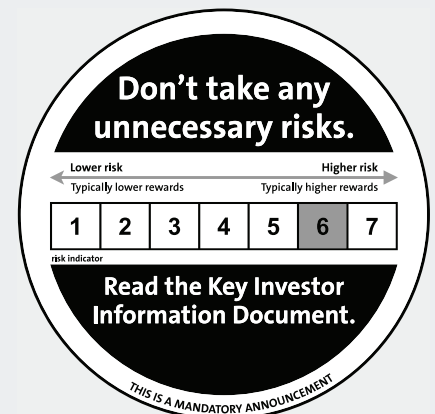 Don't take any
unnecessary risks.
Lower risk Higher risk
Typically lower rewards Typically higher rewards
1 2 3 4 5 6 7
risk indicator
Read the Key Investor
Information Document.
THIS IS A MANDATORY ANNOUNCEMENT